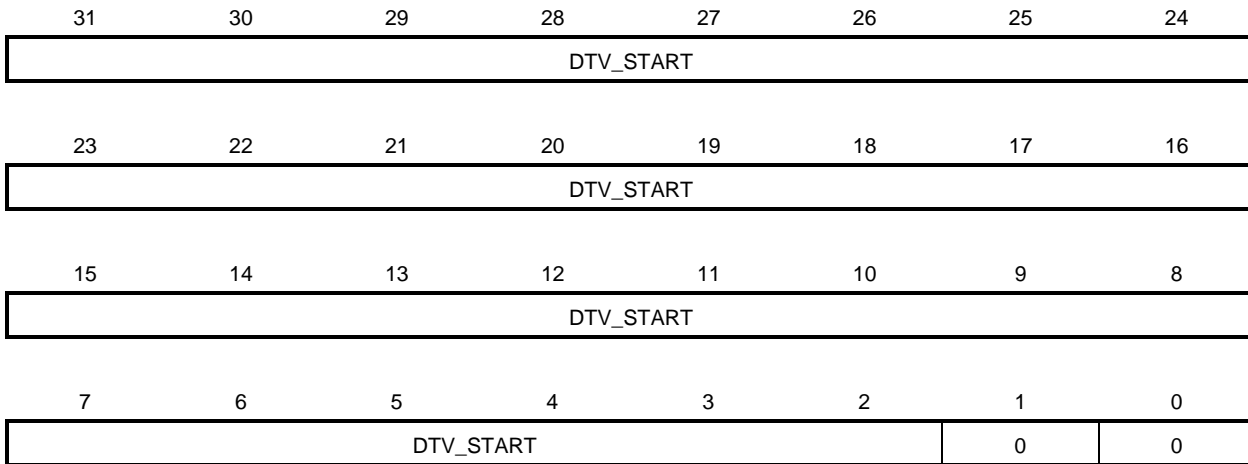 31 30 29 28 27 26 25 24
DTV_START
23 22 21 20 19 18 17 16
DTV_START
15 14 13 12 11 10 9 8
DTV_START
7 6 5 4 3 2 1 0
DTV_START 0 0